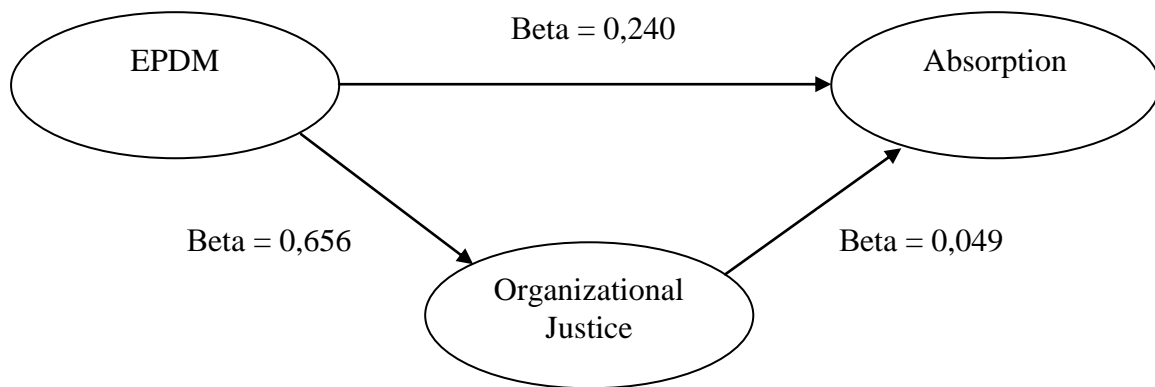 Beta = 0,240
EPDM
Absorption
Beta = 0,656
Beta = 0,049
Organizational
Justice